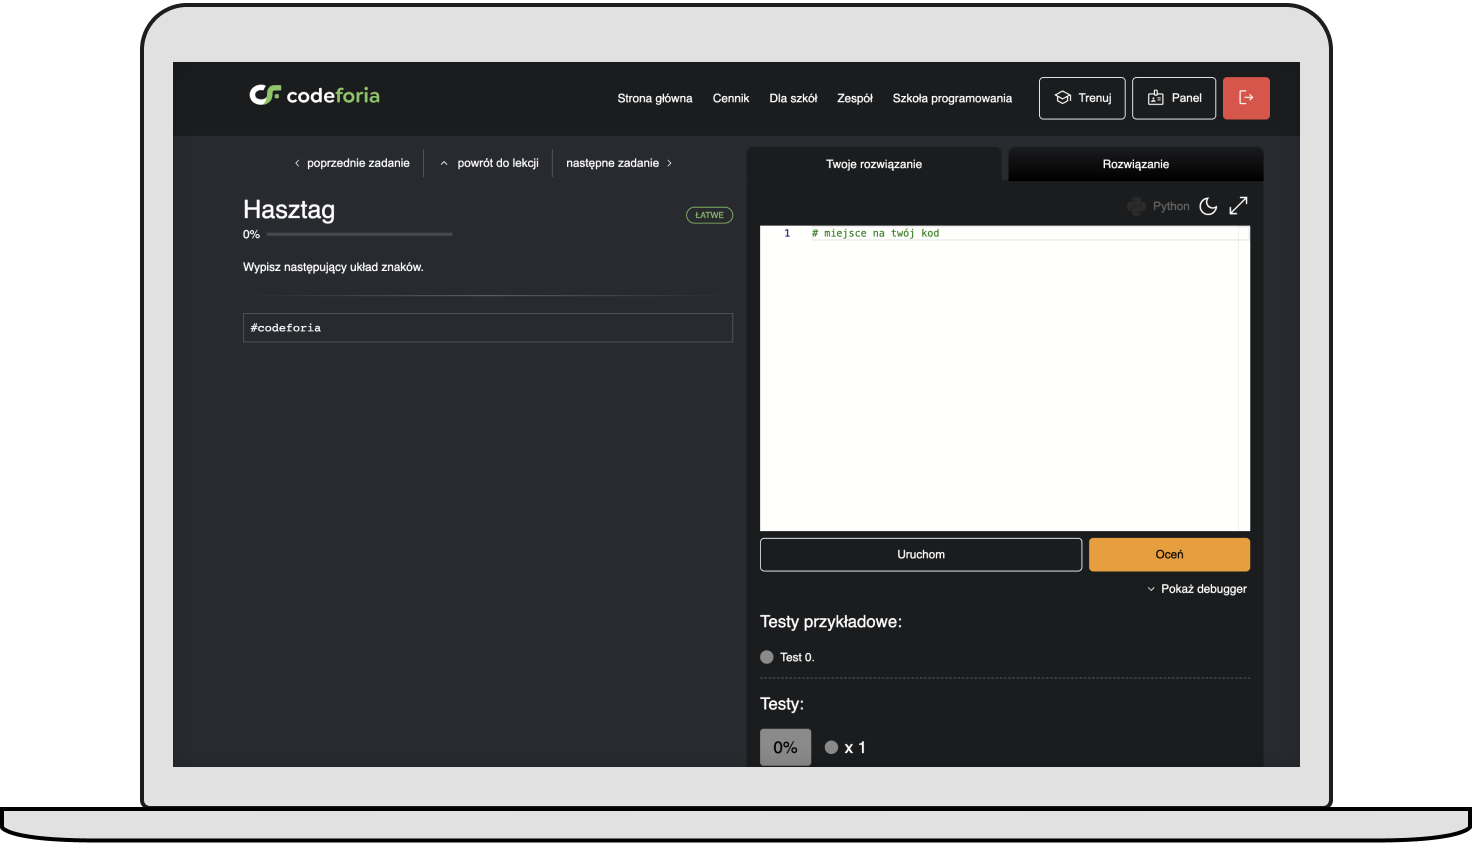 codeforia
Strona główna
Cennik
Dla szkół
Zespół
Szkoła programowania
Trenuj
Panel
poprzednie zadanie
powrót do lekcji
następne zadanie
Hasztag
ŁATWE
0%
Wypisz następujący układ znaków.
#codeforia
Twoje rozwiązanie
Rozwiązanie
Python
1 # miejsce na twój kod
Uruchom
Oceń
Pokaż debugger
Testy przykładowe:
Test 0.
Testy:
0%
x 1